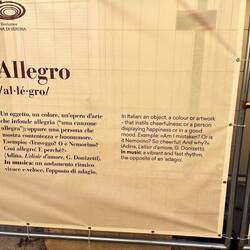 Fondazione
NA DI VERONA
Allegro
/al·lé·gro/
Un oggetto, un colore, un'opera d'arte
che infonde allegria ("una canzone
allegra"); oppure una persona che
mostra contentezza e buonumore.
Esempio: «Traseggo? O è Nemorino?
così allegro! E perché?»
(Adina, L'elisir d'amore, G. Donizetti).
In musica: un andamento ritmico
vivace e veloce, l'opposto di adagio.
In Italian: an object, a colour or artwork
- that instils cheerfulness; or a person
displaying happiness or in a good
mood. Example: «Am I mistaken? Or is
it Nemorino? So cheerful! And why?»
(Adina, L'elisir d'amore, G. Donizetti).
In music: a vibrant and fast rhythm,
the opposite of an adagio.